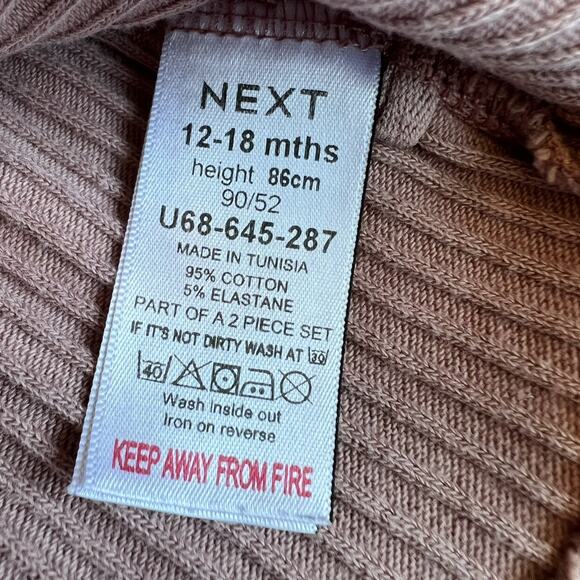 NEXT
12-18 mths
height 86cm
90/52
U68-645-287
MADE IN TUNISIA
95% COTTON
5% ELASTANE
PART OF A 2 PIECE SET
IF IT'S NOT DIRTY WASH AT 30
40
Wash inside out
Iron on reverse
KEEP AWAY FROM FIRE